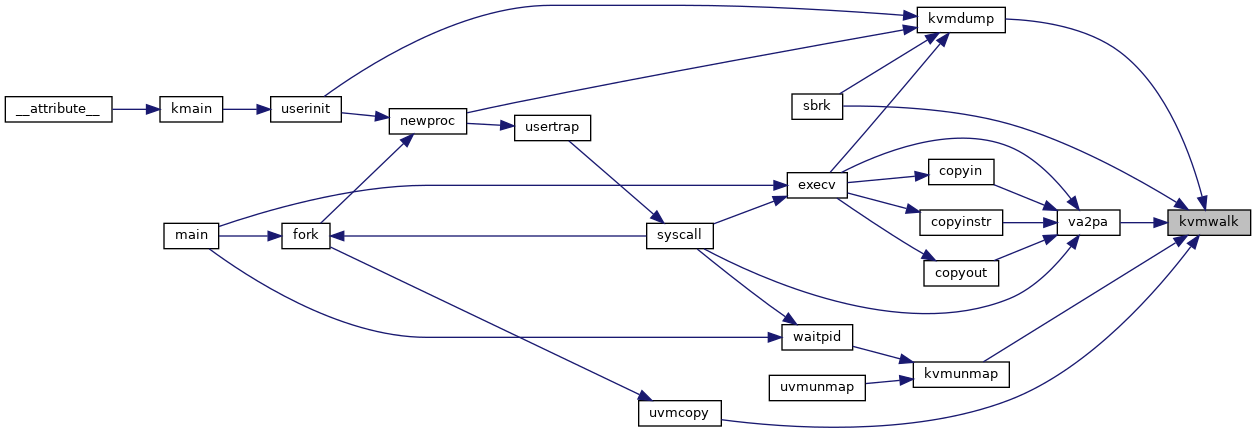 kvmdump
__attribute__
kmain
userinit
sbrk
newproc
usertrap
copyin
execv
copyinstr
va2pa
kvmwalk
main
fork
syscall
copyout
waitpid
kvmunmap
uvmunmap
uvmcopy